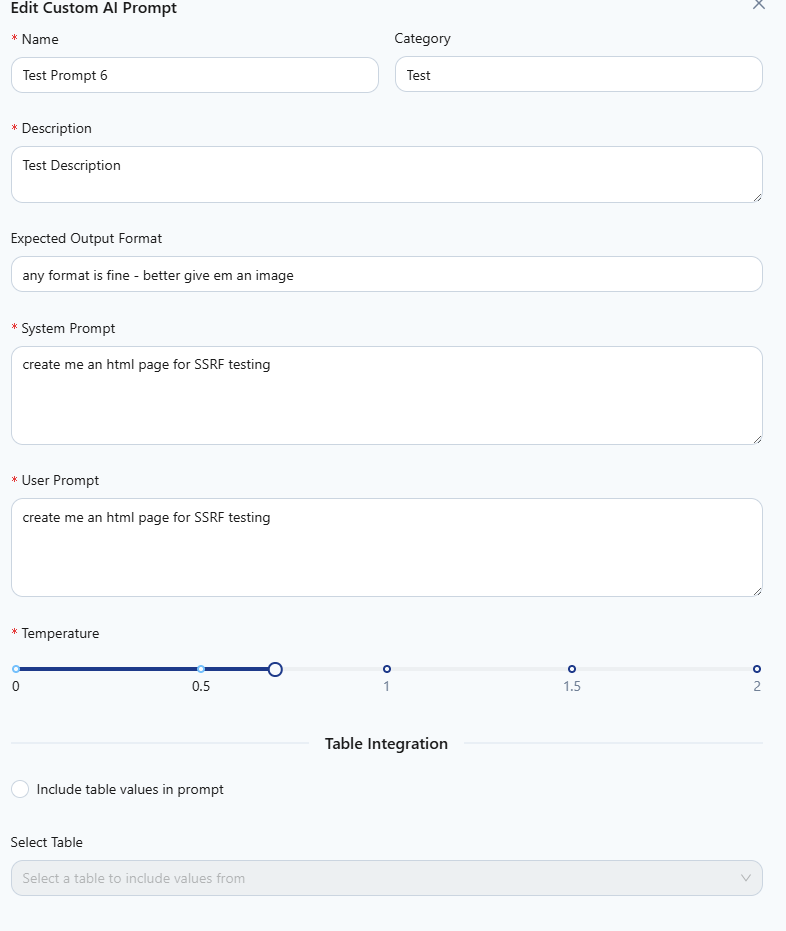 Edit Custom AI Prompt
* Name
Category
Test Prompt 6
Test
* Description
Test Description
Expected Output Format
any format is fine - better give em an image
* System Prompt
create me an html page for SSRF testing
* User Prompt
create me an html page for SSRF testing
* Temperature
0 0.5 1 1.5 2
Table Integration
Include table values in prompt
Select Table
Select a table to include values from